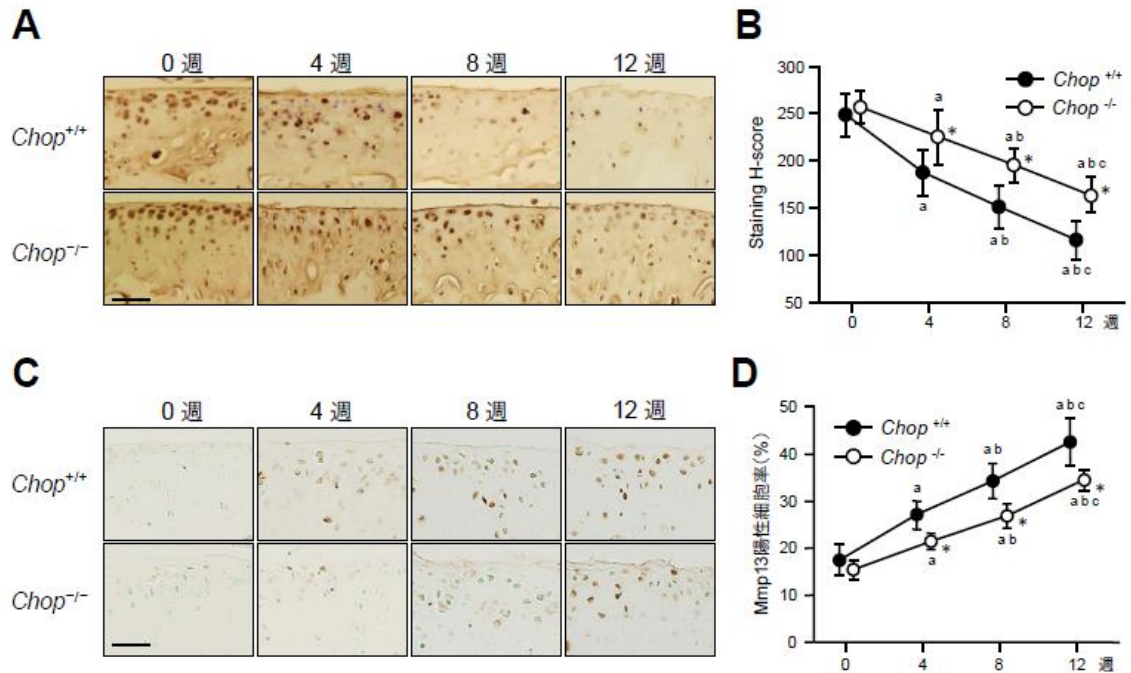 A
0 週 4 週 8 週 12 週
Chop+/+
Chop−/−
B
300
250
200
150
100
50
Staining H-score
Chop +/+
Chop -/-
a
*
a
a b
*
a b
a b c
*
a b c
0 4 8 12 週
C
0 週 4 週 8 週 12 週
Chop+/+
Chop−/−
D
50
40
30
20
10
0
Mmp13陽性細胞率(%)
Chop +/+
Chop -/-
a
*
a
a b
*
a b
a b c
*
a b c
0 4 8 12 週